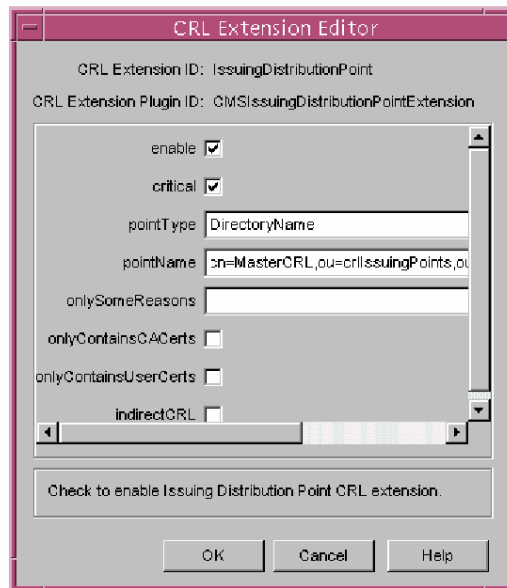 CRL Extension Editor
CRL Extension ID: IssuingDistributionPoint
CRL Extension Plugin ID: CMSIssuingDistributionPointExtension
enable
critical
pointType DirectoryName
pointName cn=MasterCRL,ou=crlIssuingPoints,ou
onlySomeReasons
onlyContainsCACerts
onlyContainsUserCerts
indirectCRL
Check to enable Issuing Distribution Point CRL extension.
OK Cancel Help